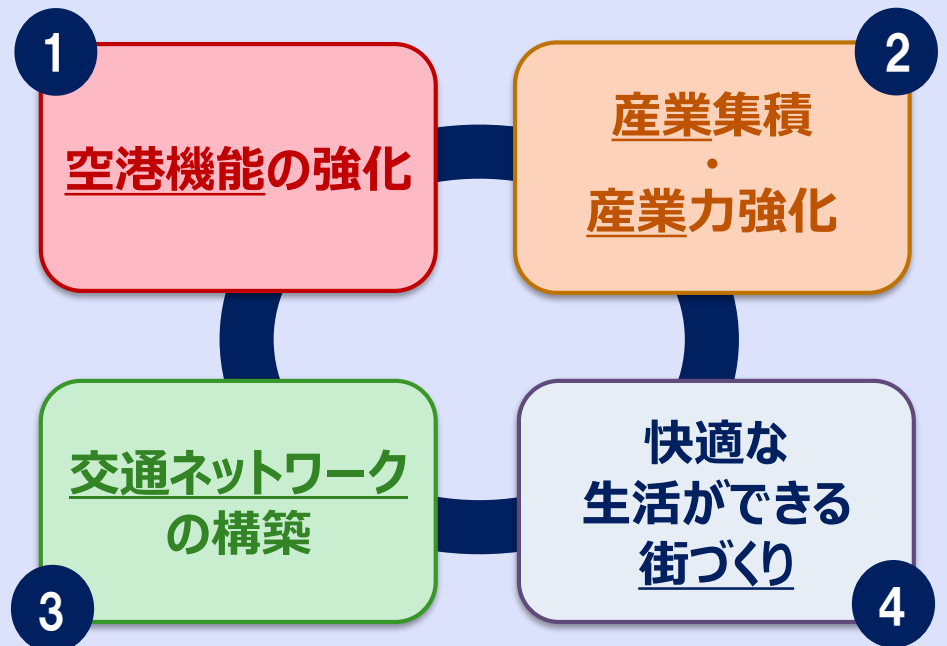 1
空港機能の強化
2
産業集積
・
産業力強化
3
交通ネットワーク
の構築
4
快適な
生活ができる
街づくり